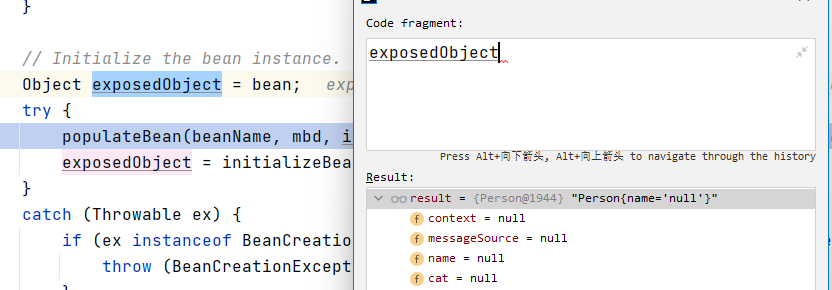 }
// Initialize the bean instance.
Object exposedObject = bean;
try {
populateBean(beanName, mbd,
exposedObject = initializeBea
}
catch (Throwable ex) {
if (ex instanceof BeanCreatio
throw (BeanCreationExcept
Code fragment:
exposedObject
Press Alt+向下箭头, Alt+向上箭头 to navigate through the history
Result:
result = {Person@1944} "Person{name='null'}"
f context = null
f messageSource = null
f name = null
f cat = null